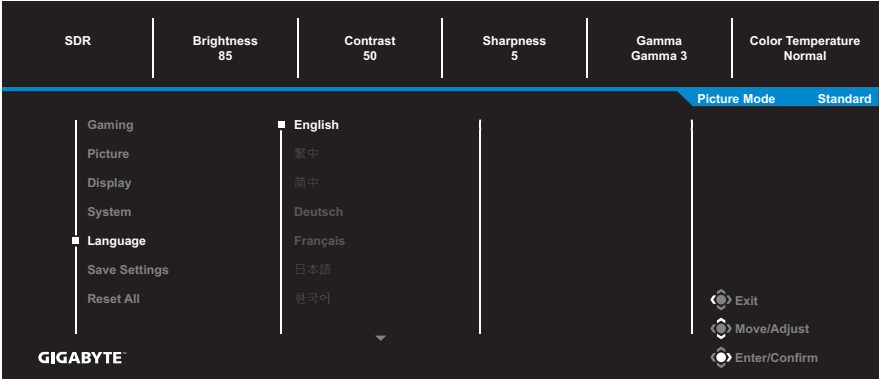 SDR
Brightness
85
Contrast
50
Sharpness
5
Gamma
Gamma 3
Color Temperature
Normal
Picture Mode Standard
Gaming
Picture
Display
System
Language
Save Settings
Reset All
English
繁中
简中
Deutsch
Français
日本語
한국어
Exit
Move/Adjust
Enter/Confirm
GIGABYTE™